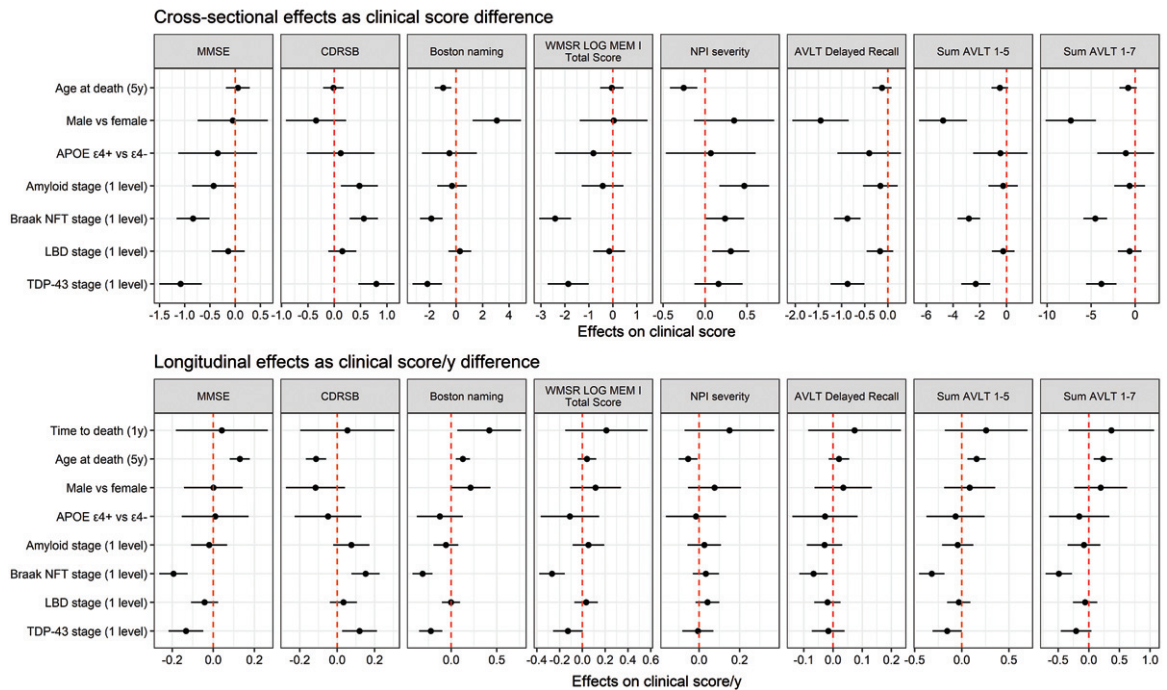 Cross-sectional effects as clinical score difference
MMSE
CDRSB
Boston naming
WMSR LOG MEM I
Total Score
NPI severity
AVLT Delayed Recall
Sum AVLT 1-5
Sum AVLT 1-7
Age at death (5y)
Male vs female
APOE ε4+ vs ε4-
Amyloid stage (1 level)
Braak NFT stage (1 level)
LBD stage (1 level)
TDP-43 stage (1 level)
-1.5 -1.0 -0.5 0.0 0.5
-1.0 -0.5 0.0 0.5 1.0
-2 0 2 4
-3 -2 -1 0 1
-0.5 0.0 0.5
-2.0 -1.5 -1.0 -0.5 0.0
-6 -4 -2 0
-10 -8 -6 -4 -2 0
Effects on clinical score
Longitudinal effects as clinical score/y difference
MMSE
CDRSB
Boston naming
WMSR LOG MEM I
Total Score
NPI severity
AVLT Delayed Recall
Sum AVLT 1-5
Sum AVLT 1-7
Time to death (1y)
Age at death (5y)
Male vs female
APOE ε4+ vs ε4-
Amyloid stage (1 level)
Braak NFT stage (1 level)
LBD stage (1 level)
TDP-43 stage (1 level)
-0.2 0.0 0.2
-0.2 0.0 0.2
0.0 0.5
-0.4 -0.2 0.0 0.2 0.4 0.6
0.0 0.2
-0.1 0.0 0.1 0.2
-0.5 0.0 0.5
-0.5 0.0 0.5 1.0
Effects on clinical score/y